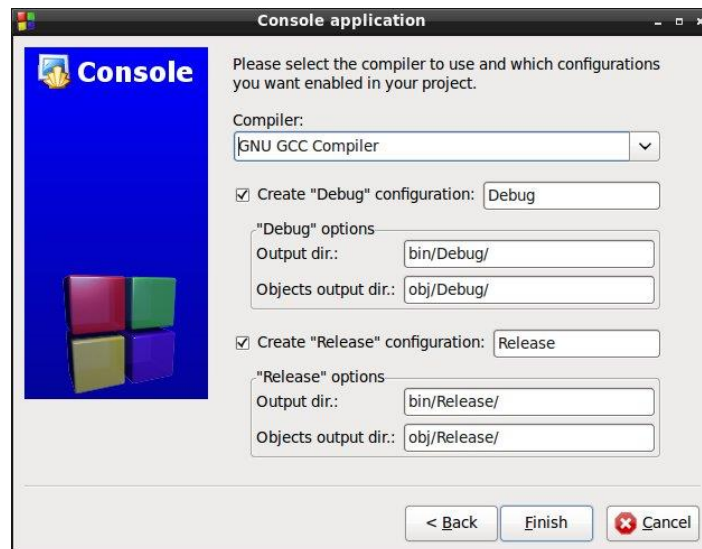 Console application
Console
Please select the compiler to use and which configurations
you want enabled in your project.
Compiler:
GNU GCC Compiler
Create "Debug" configuration: Debug
"Debug" options
Output dir.: bin/Debug/
Objects output dir.: obj/Debug/
Create "Release" configuration: Release
"Release" options
Output dir.: bin/Release/
Objects output dir.: obj/Release/
< Back Finish Cancel